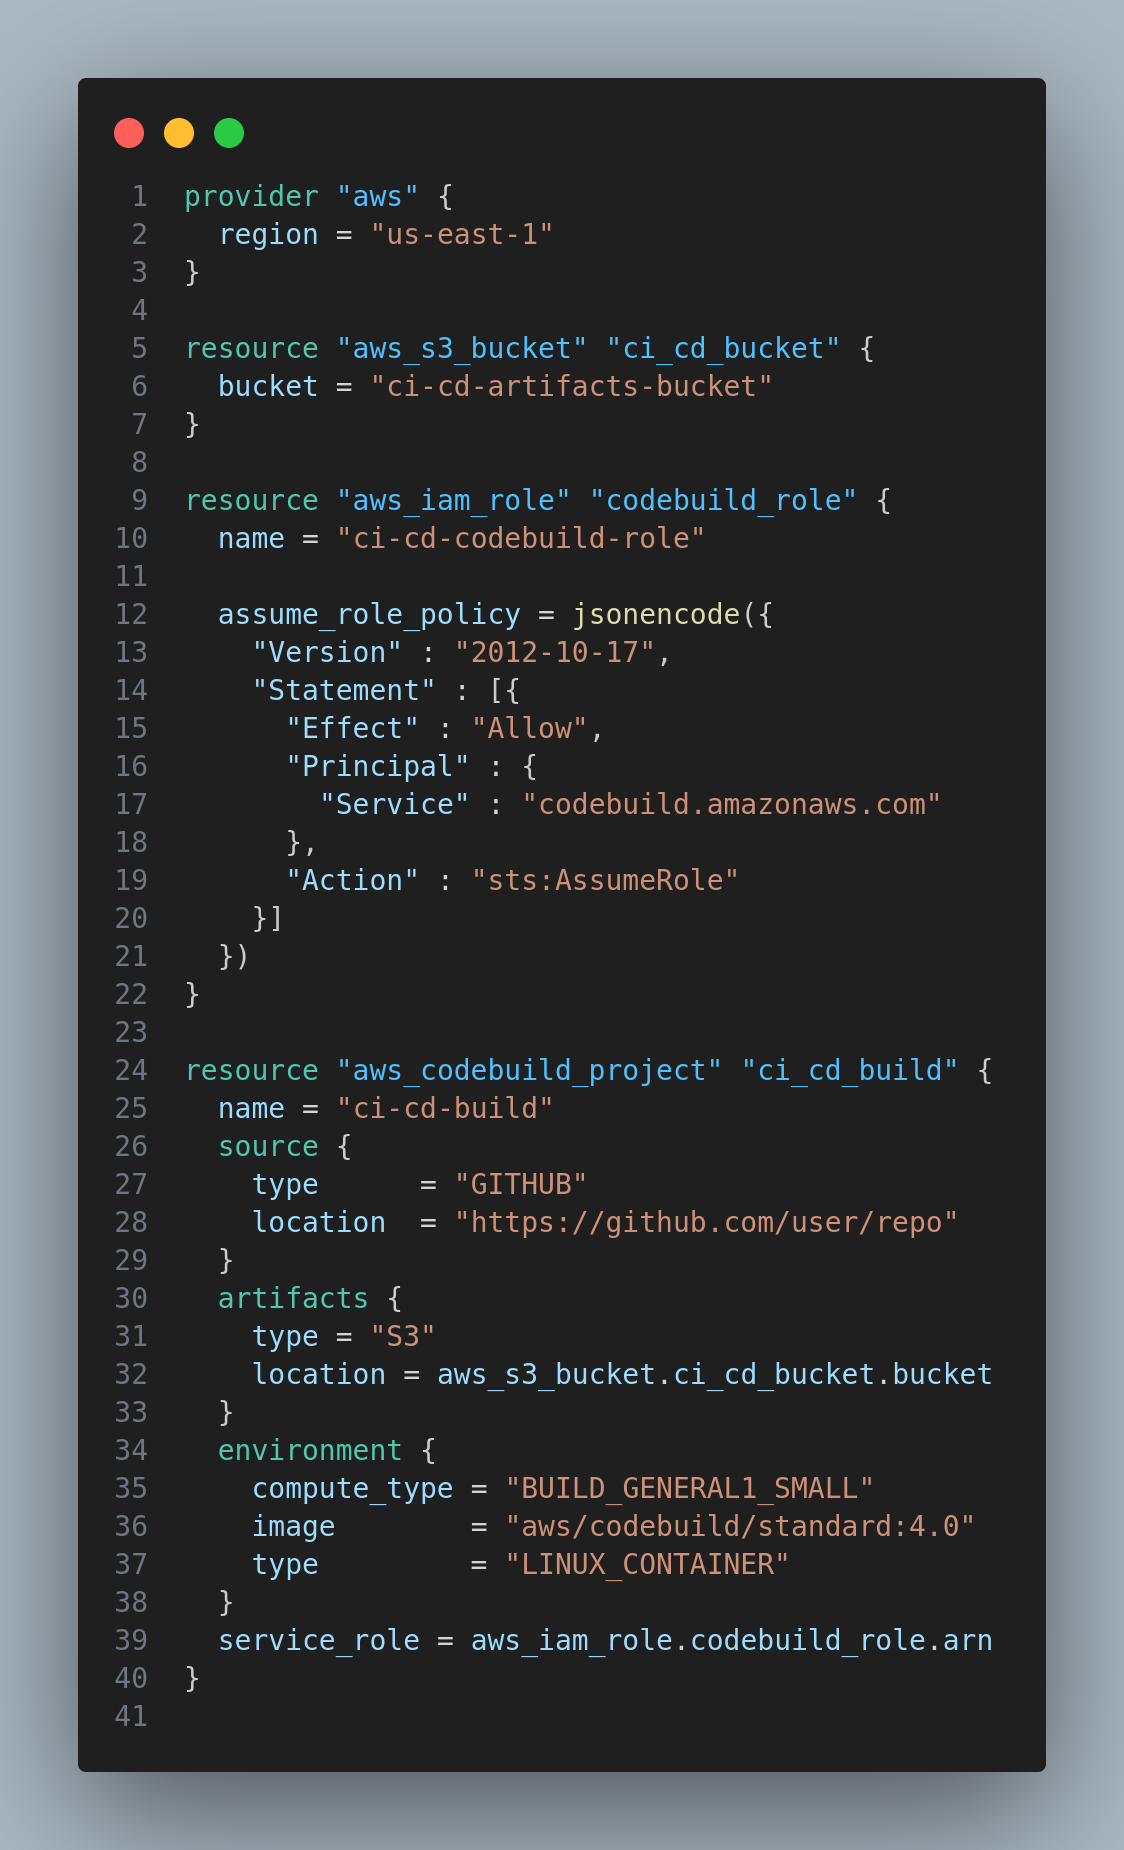 1 provider "aws" {
2   region = "us-east-1"
3 }
4
5 resource "aws_s3_bucket" "ci_cd_bucket" {
6   bucket = "ci-cd-artifacts-bucket"
7 }
8
9 resource "aws_iam_role" "codebuild_role" {
10   name = "ci-cd-codebuild-role"
11
12   assume_role_policy = jsonencode({
13     "Version" : "2012-10-17",
14     "Statement" : [{
15       "Effect" : "Allow",
16       "Principal" : {
17         "Service" : "codebuild.amazonaws.com"
18       },
19       "Action" : "sts:AssumeRole"
20     }]
21   })
22 }
23
24 resource "aws_codebuild_project" "ci_cd_build" {
25   name = "ci-cd-build"
26   source {
27     type      = "GITHUB"
28     location  = "https://github.com/user/repo"
29   }
30   artifacts {
31     type = "S3"
32     location = aws_s3_bucket.ci_cd_bucket.bucket
33   }
34   environment {
35     compute_type = "BUILD_GENERAL1_SMALL"
36     image        = "aws/codebuild/standard:4.0"
37     type         = "LINUX_CONTAINER"
38   }
39   service_role = aws_iam_role.codebuild_role.arn
40 }
41